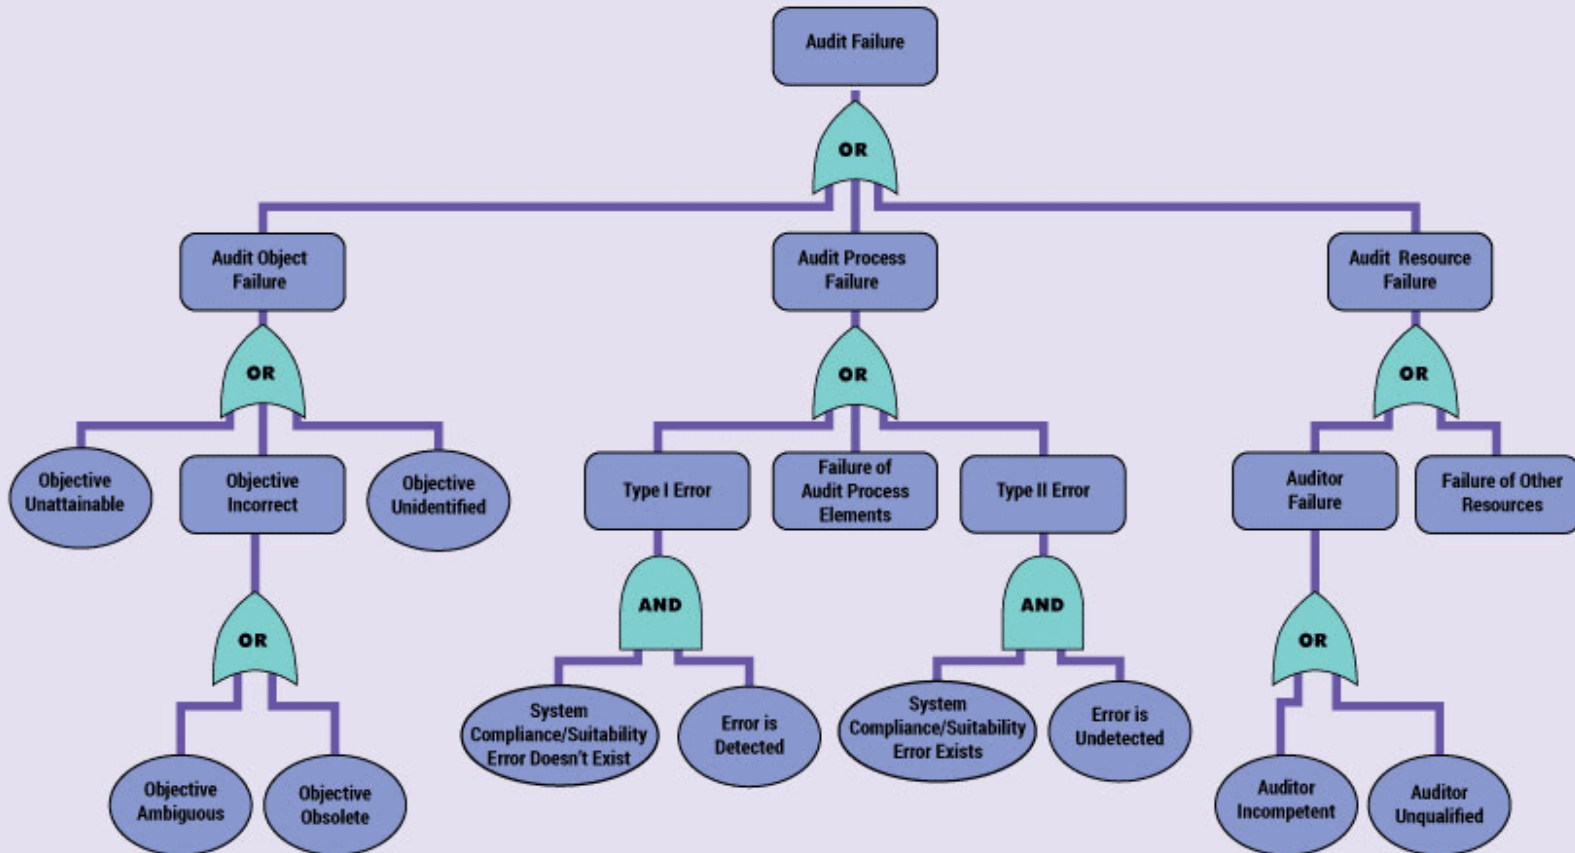 Audit Failure
OR
Audit Object
Failure
Audit Process
Failure
Audit Resource
Failure
OR
OR
OR
Objective
Unattainable
Objective
Incorrect
Objective
Unidentified
Type I Error
Failure of
Audit Process
Elements
Type II Error
Auditor
Failure
Failure of Other
Resources
OR
AND
AND
OR
System
Compliance/Suitability
Error Doesn't Exist
Error is
Detected
System
Compliance/Suitability
Error Exists
Error is
Undetected
Objective
Ambiguous
Objective
Obsolete
Auditor
Incompetent
Auditor
Unqualified